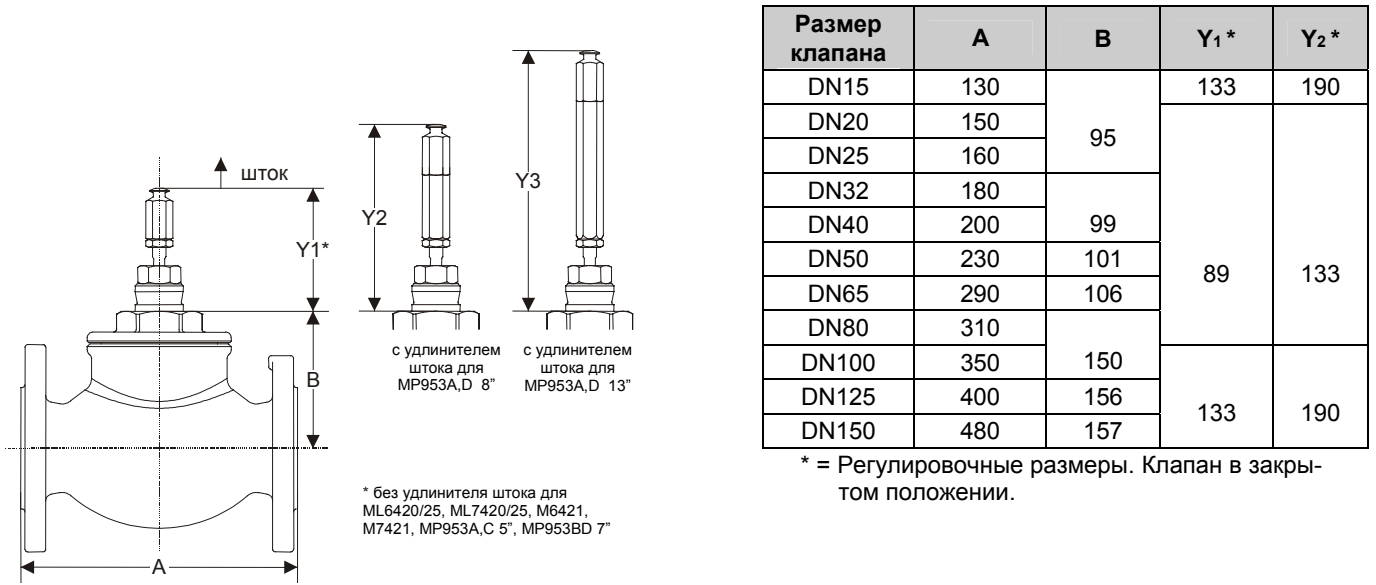 шток
Y1*
Y2
Y3
B
A
с удлинителем
штока для
MP953A,D 8”
с удлинителем
штока для
MP953A,D 13”
* без удлинителя штока для
ML6420/25, ML7420/25, M6421,
M7421, MP953A,C 5”, MP953BD 7”
Размер клапана A B Y1 * Y2 *
DN15 130 95 133 190
DN20 150 89 133
DN25 160
DN32 180 99
DN40 200
DN50 230 101
DN65 290 106
DN80 310 150
DN100 350 133 190
DN125 400 156
DN150 480 157
* = Регулировочные размеры. Клапан в закры-
том положении.